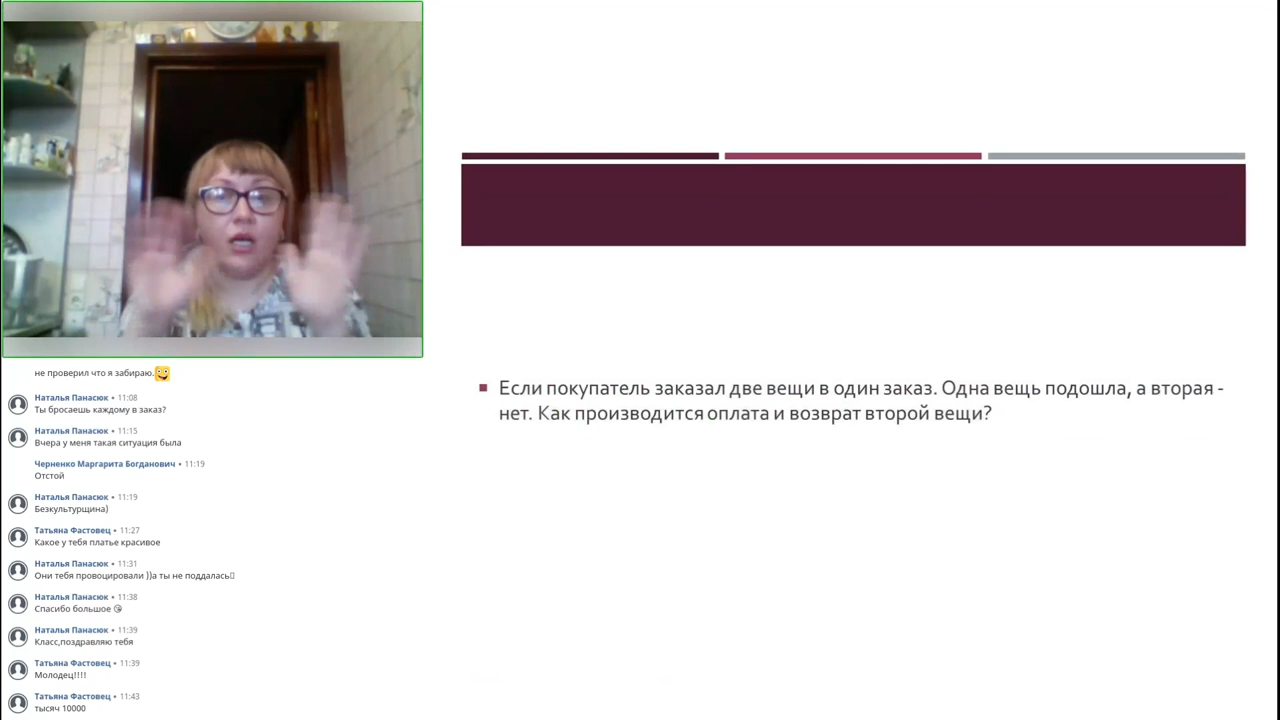 не проверил что я забираю.
Наталья Панасюк • 11:08
Ты бросаешь каждому в заказ?
Наталья Панасюк • 11:15
Вчера у меня такая ситуация была
Черненко Маргарита Богданович • 11:19
Отстой
Наталья Панасюк • 11:19
Безкультурщина)
Татьяна Фастовец • 11:27
Какое у тебя платье красивое
Наталья Панасюк • 11:31
Они тебя провоцировали ))а ты не поддалась
Наталья Панасюк • 11:38
Спасибо большое 😘
Наталья Панасюк • 11:39
Класс,поздравляю тебя
Татьяна Фастовец • 11:39
Молодец!!!!
Татьяна Фастовец • 11:43
тысяч 10000
Если покупатель заказал две вещи в один заказ. Одна вещь подошла, а вторая -
нет. Как производится оплата и возврат второй вещи?